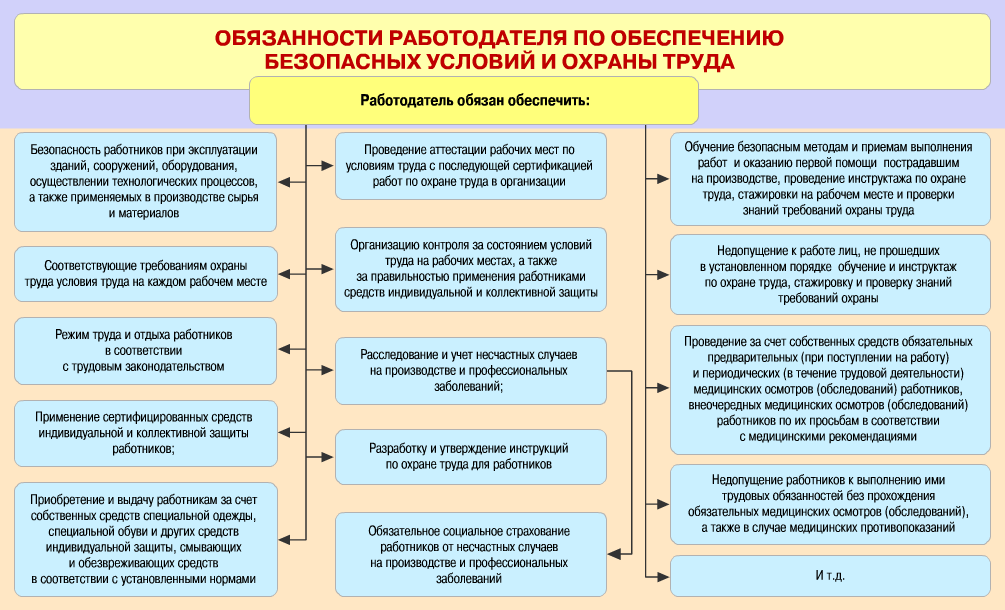 ОБЯЗАННОСТИ РАБОТОДАТЕЛЯ ПО ОБЕСПЕЧЕНИЮ
БЕЗОПАСНЫХ УСЛОВИЙ И ОХРАНЫ ТРУДА
Работодатель обязан обеспечить:
Безопасность работников при эксплуатации
зданий, сооружений, оборудования,
осуществлении технологических процессов,
а также применяемых в производстве сырья
и материалов
Соответствующие требованиям охраны
труда условия труда на каждом рабочем месте
Режим труда и отдыха работников
в соответствии
с трудовым законодательством
Применение сертифицированных средств
индивидуальной и коллективной защиты
работников;
Приобретение и выдачу работникам за счет
собственных средств специальной одежды,
специальной обуви и других средств
индивидуальной защиты, смывающих
и обезвреживающих средств
в соответствии с установленными нормами
Проведение аттестации рабочих мест по
условиям труда с последующей сертификацией
работ по охране труда в организации
Организацию контроля за состоянием условий
труда на рабочих местах, а также
за правильностью применения работниками
средств индивидуальной и коллективной защиты
Расследование и учет несчастных случаев
на производстве и профессиональных
заболеваний;
Разработку и утверждение инструкций
по охране труда для работников
Обязательное социальное страхование
работников от несчастных случаев
на производстве и профессиональных
заболеваний
Обучение безопасным методам и приемам выполнения
работ и оказанию первой помощи пострадавшим
на производстве, проведение инструктажа по охране
труда, стажировки на рабочем месте и проверки
знаний требований охраны труда
Недопущение к работе лиц, не прошедших
в установленном порядке обучение и инструктаж
по охране труда, стажировку и проверку знаний
требований охраны
Проведение за счет собственных средств обязательных
предварительных (при поступлении на работу)
и периодических (в течение трудовой деятельности)
медицинских осмотров (обследований) работников,
внеочередных медицинских осмотров (обследований)
работников по их просьбам в соответствии
с медицинскими рекомендациями
Недопущение работников к выполнению ими
трудовых обязанностей без прохождения
обязательных медицинских осмотров (обследований),
а также в случае медицинских противопоказаний
И т.д.